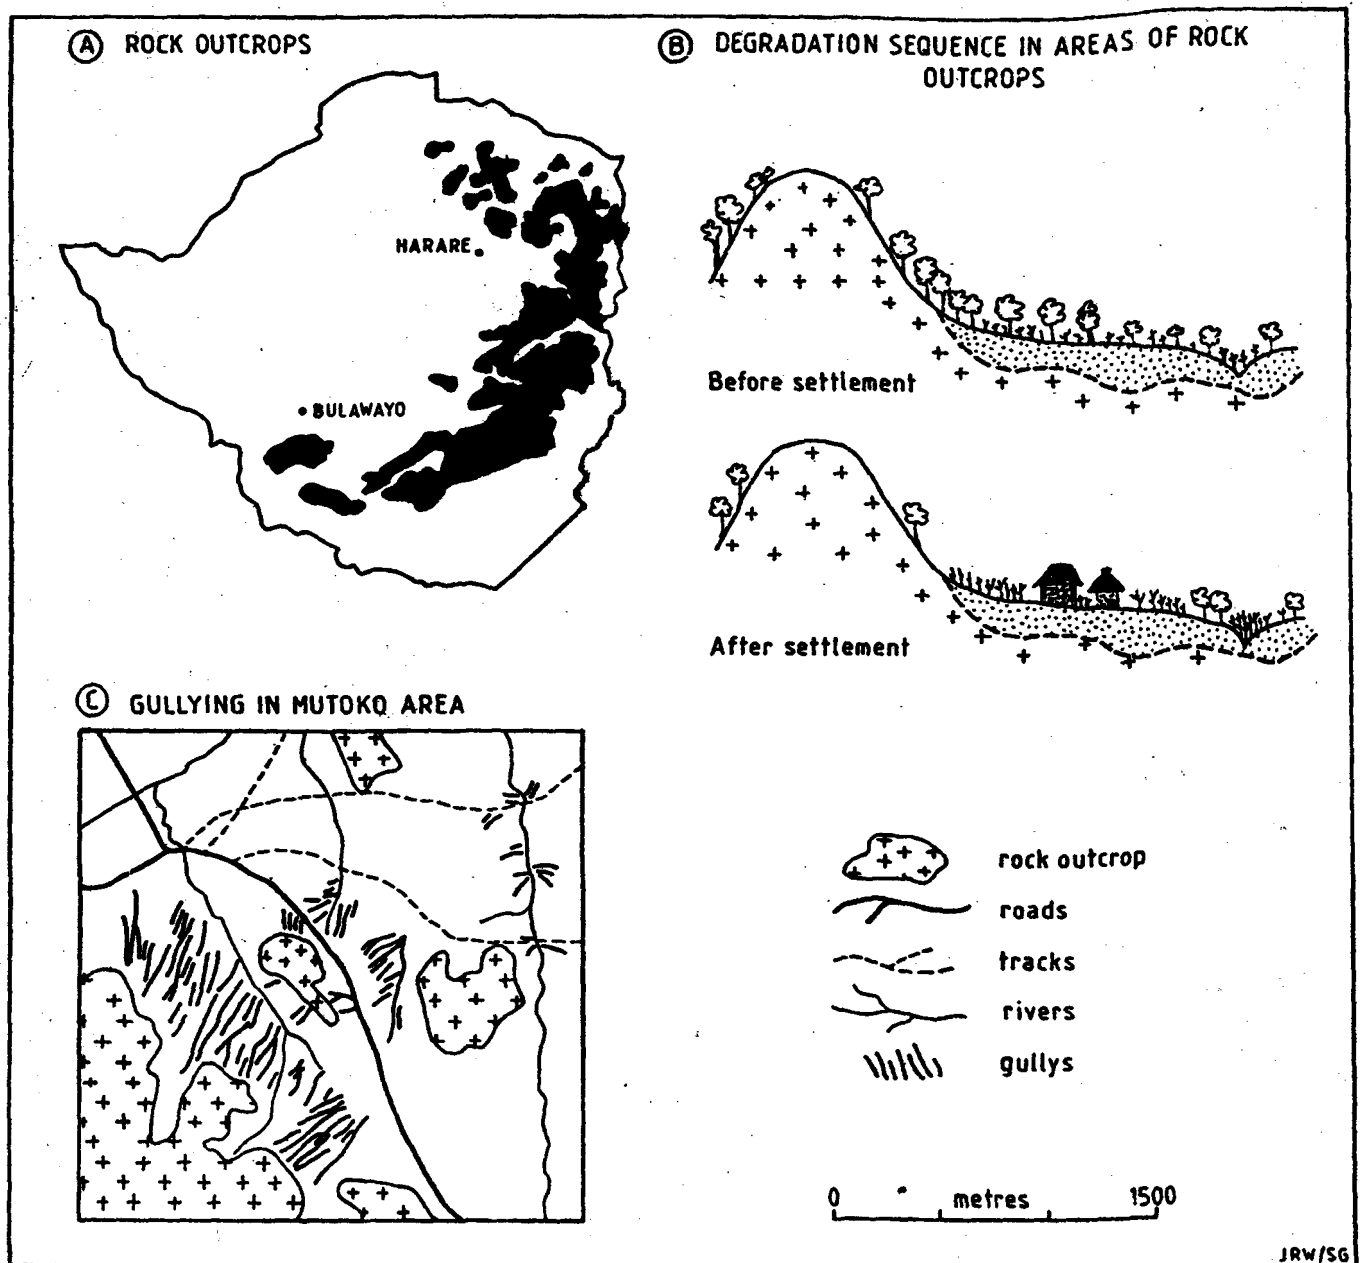 A ROCK OUTCROPS
HARARE
BULAWAYO
B DEGRADATION SEQUENCE IN AREAS OF ROCK
OUTCROPS
Before settlement
After settlement
C GULLYING IN MUTOKO AREA
rock outcrop
roads
tracks
rivers
gullys
0 metres 1500
JRW/SG